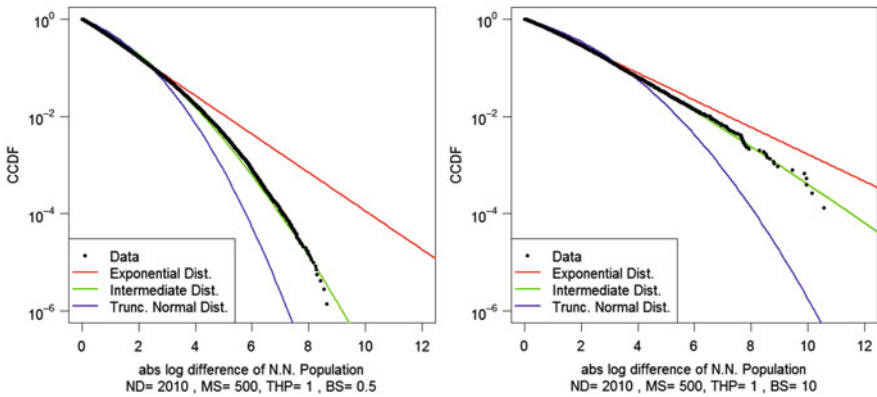 10^0
10^-2
10^-4
10^-6
CCDF
Data
Exponential Dist.
Intermediate Dist.
Trunc. Normal Dist.
0 2 4 6 8 10 12
abs log difference of N.N. Population
ND= 2010 , MS= 500, THP= 1 , BS= 0.5
10^0
10^-2
10^-4
10^-6
CCDF
Data
Exponential Dist.
Intermediate Dist.
Trunc. Normal Dist.
0 2 4 6 8 10 12
abs log difference of N.N. Population
ND= 2010 , MS= 500, THP= 1 , BS= 10